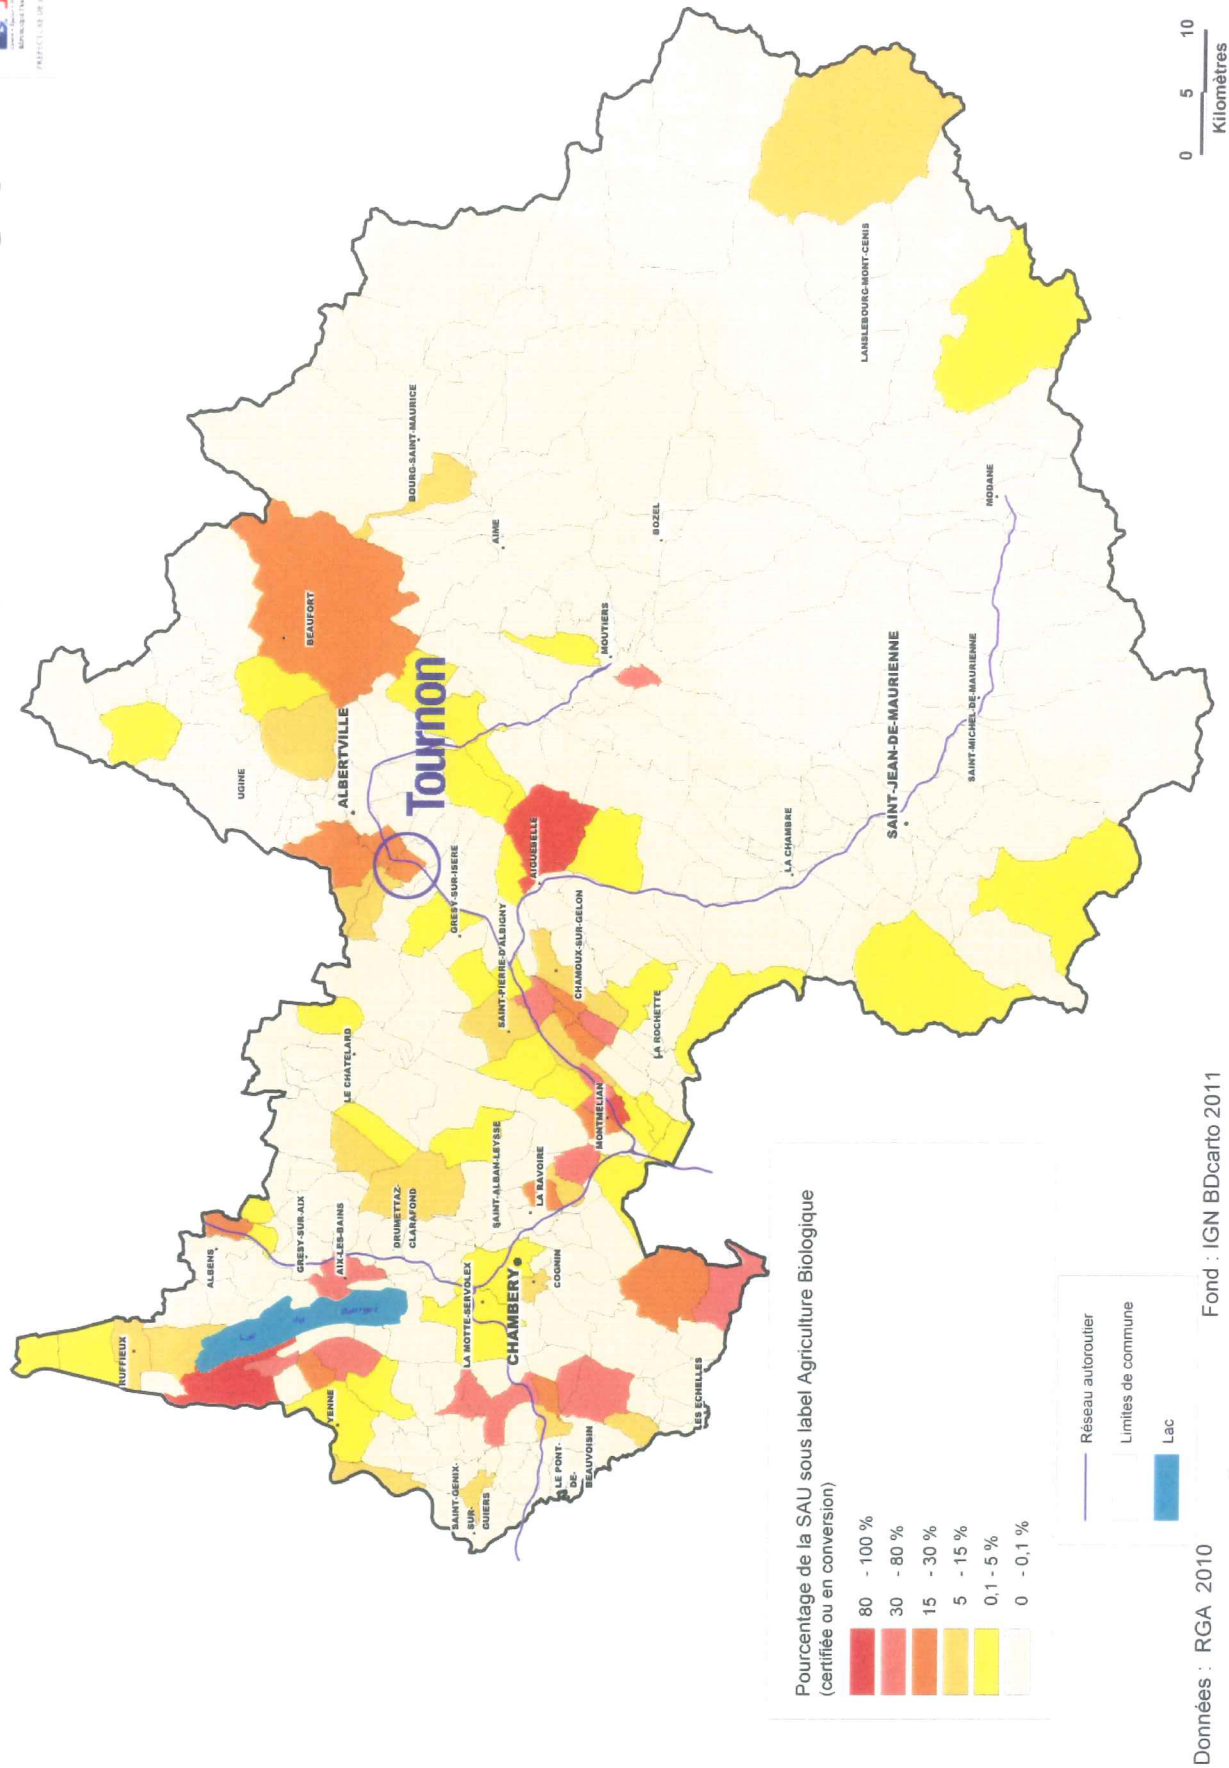 UGINE
BEAUFORT
ALBERTVILLE
BOURG-SAINT-MAURICE
Tournon
AIME
GRESY-SUR-ISERE
MOUTIERS
BOZEL
AIGUEBELLE
SAINT-PIERRE-D'ALBIGNY
CHAMOUX-SUR-GELON
LA ROCHETTE
LE CHATELARD
MONTMELIAN
ALBENS
GRESY-SUR-AIX
AIX-LES-BAINS
DRUMETTAZ-
CLARAFOND
SAINT-ALBAN-LEYSSE
LA RAVOIRE
RUFFIEUX
Lac du Bourget
YENNE
LA MOTTE-SERVOLEX
CHAMBERY
COGNIN
SAINT-GENIX-
SUR-
GUIERS
LE PONT-
DE-
BEAUVOISIN
LES ECHELLES
LA CHAMBRE
SAINT-JEAN-DE-MAURIENNE
SAINT-MICHEL-DE-MAURIENNE
MODANE
LANSLEBOURG-MONT-CENIS
0 5 10
Kilomètres
Pourcentage de la SAU sous label Agriculture Biologique
(certifiée ou en conversion)
80 - 100 %
30 - 80 %
15 - 30 %
5 - 15 %
0,1 - 5 %
0 - 0,1 %
Réseau autoroutier
Limites de commune
Lac
Données : RGA 2010
Fond : IGN BDcarto 2011